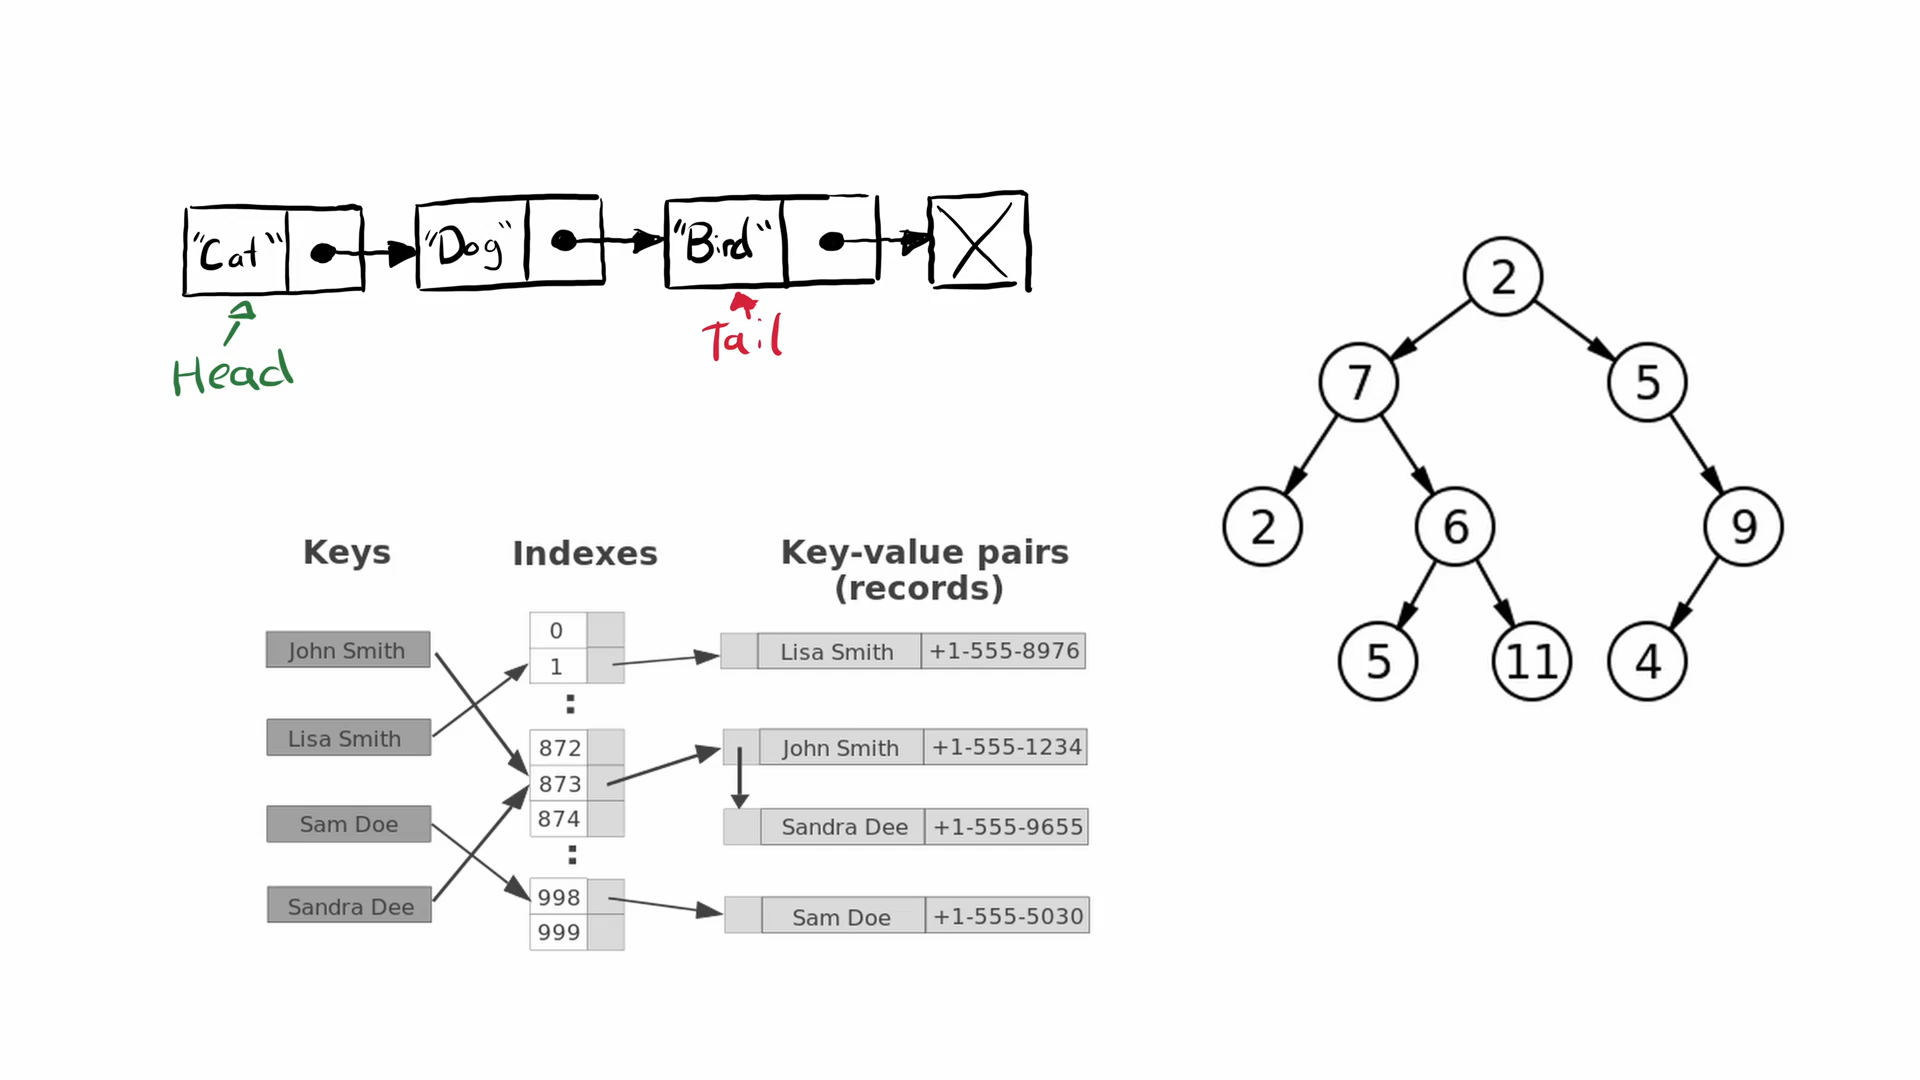 "Cat" "Dog" "Bird"
Head
Tail
Keys
Indexes
Key-value pairs
(records)
John Smith
Lisa Smith
Sam Doe
Sandra Dee
0
1
:
872
873
874
:
998
999
Lisa Smith +1-555-8976
John Smith +1-555-1234
Sandra Dee +1-555-9655
Sam Doe +1-555-5030
2
7 5
2 6 9
5 11 4